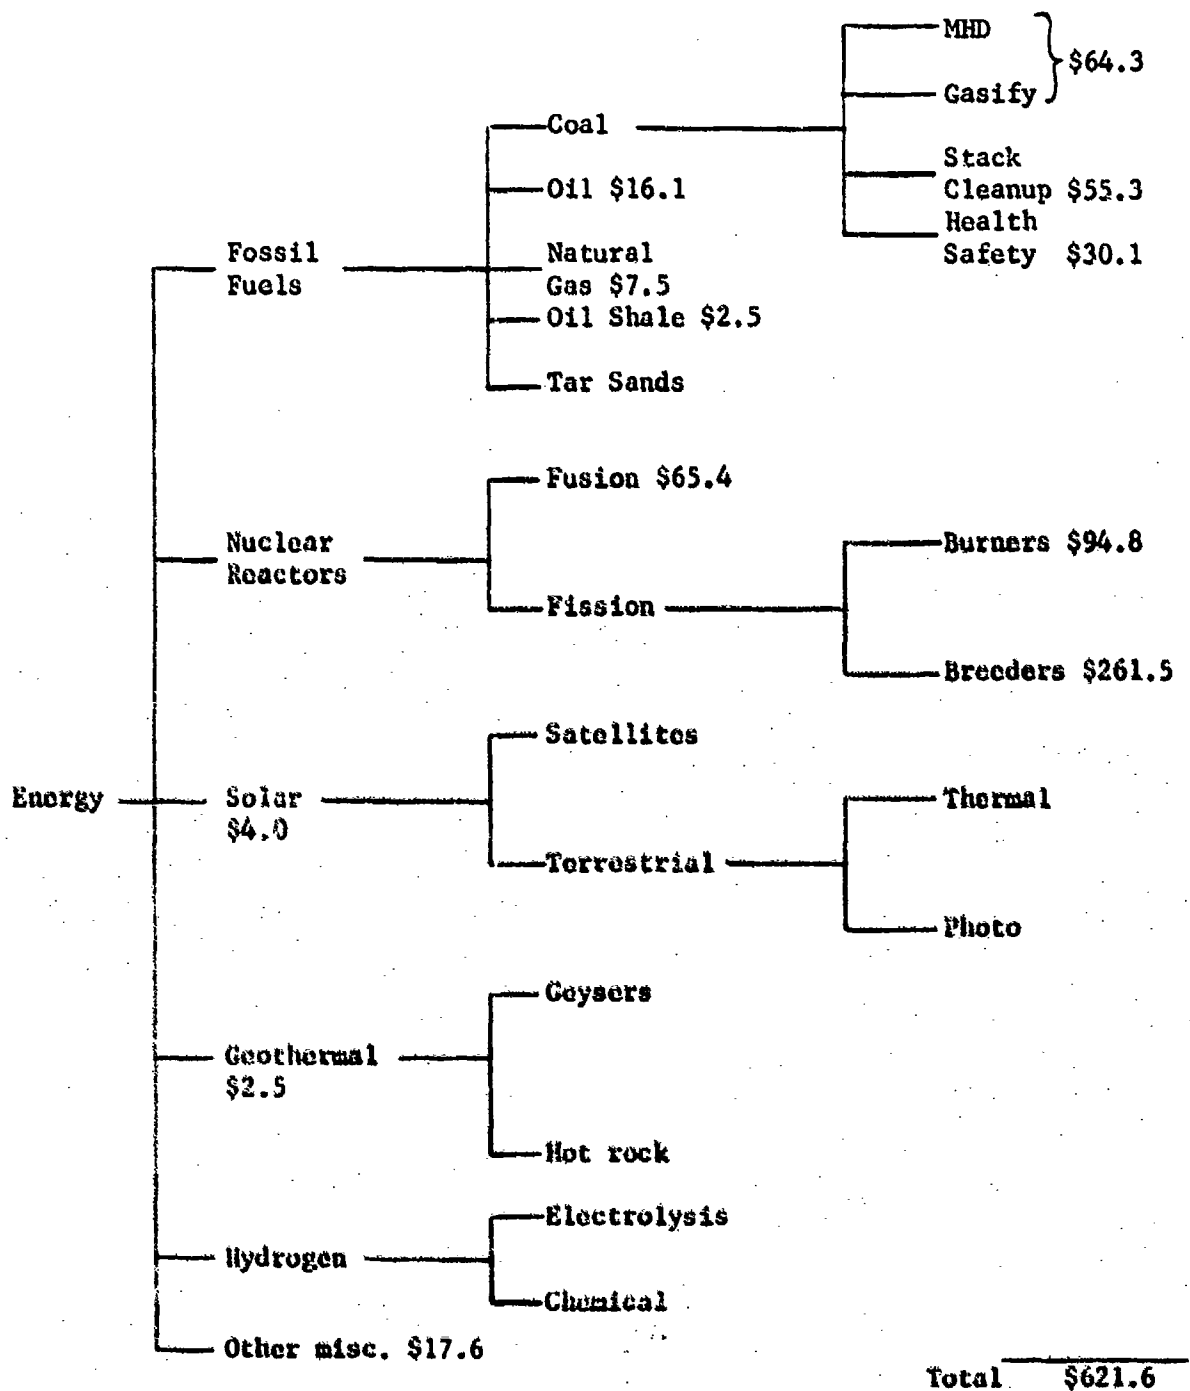 MHD
$64.3
Gasify
Coal
Stack
Cleanup $55.3
Oil $16.1
Health
Safety $30.1
Fossil
Fuels
Natural
Gas $7.5
Oil Shale $2.5
Tar Sands
Fusion $65.4
Nuclear
Reactors
Burners $94.8
Fission
Breeders $261.5
Satellites
Energy
Solar
$4.0
Thermal
Terrestrial
Photo
Geysers
Geothermal
$2.5
Hot rock
Electrolysis
Hydrogen
Chemical
Other misc. $17.6
Total $621.6